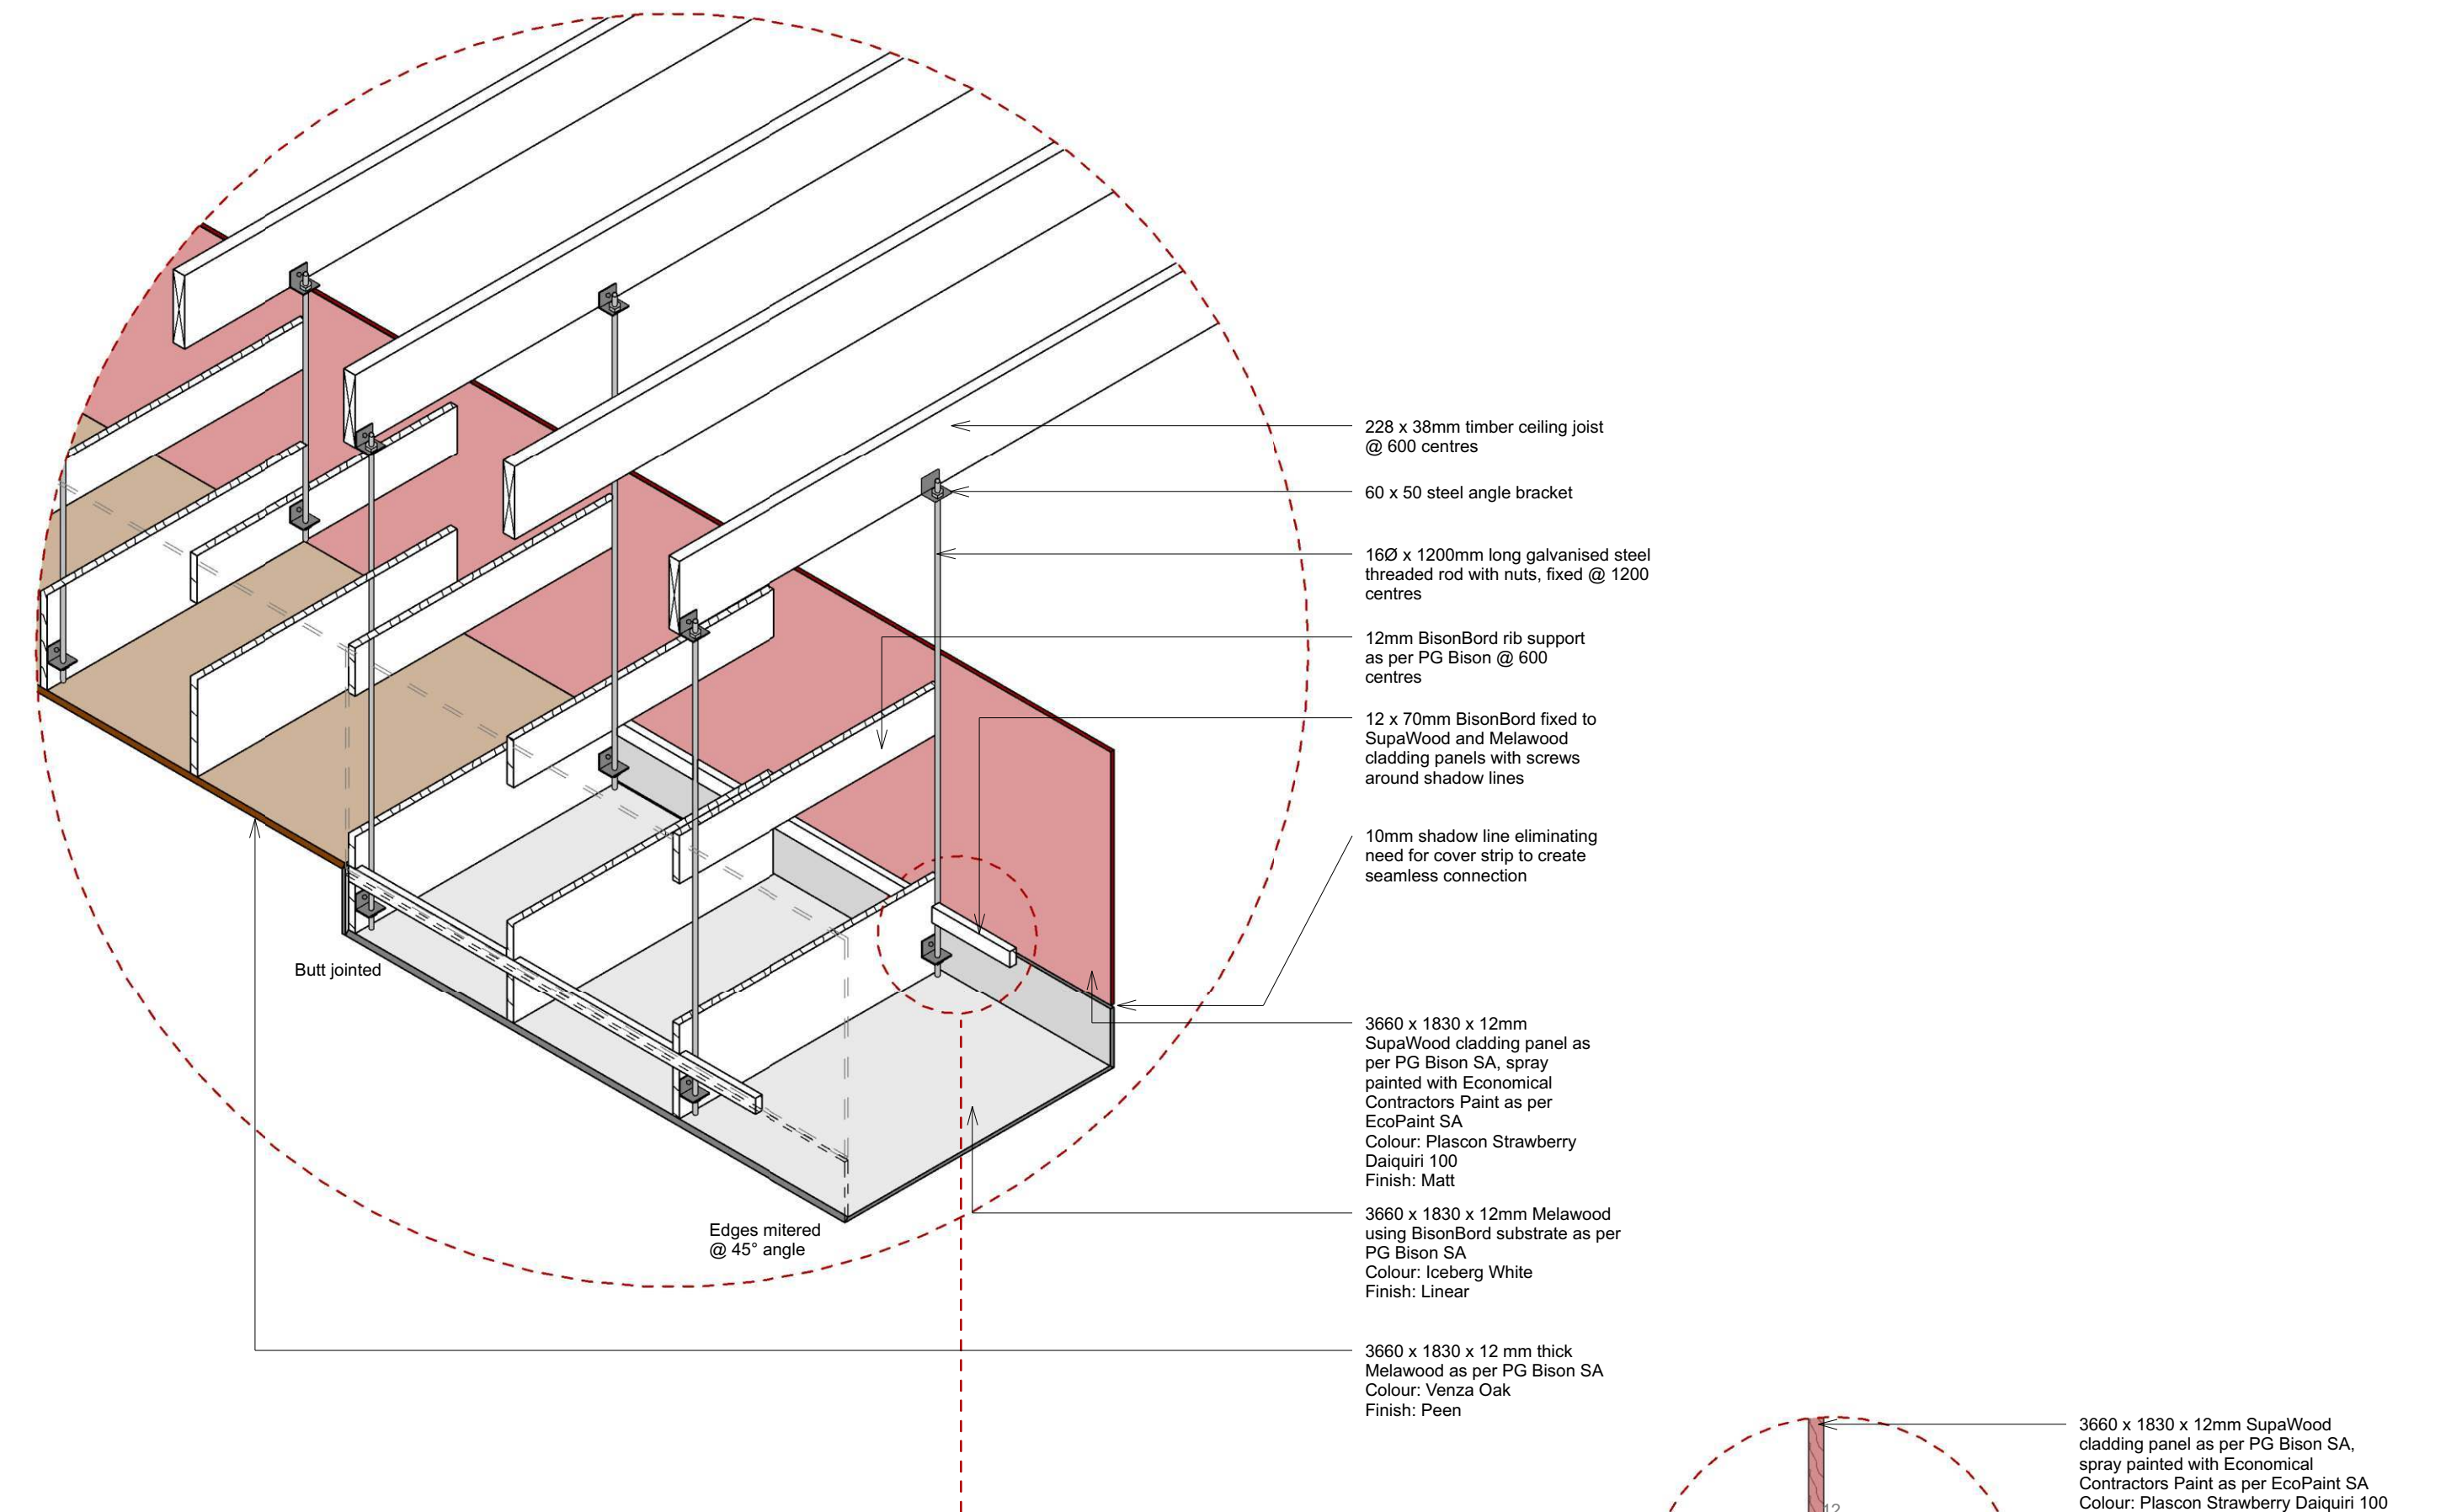 228 x 38mm timber ceiling joist
@ 600 centres
60 x 50 steel angle bracket
16Ø x 1200mm long galvanised steel
threaded rod with nuts, fixed @ 1200
centres
12mm BisonBord rib support
as per PG Bison @ 600
centres
12 x 70mm BisonBord fixed to
SupaWood and Melawood
cladding panels with screws
around shadow lines
10mm shadow line eliminating
need for cover strip to create
seamless connection
Butt jointed
3660 x 1830 x 12mm
SupaWood cladding panel as
per PG Bison SA, spray
painted with Economical
Contractors Paint as per
EcoPaint SA
Colour: Plascon Strawberry
Daiquiri 100
Finish: Matt
Edges mitered
@ 45° angle
3660 x 1830 x 12mm Melawood
using BisonBord substrate as per
PG Bison SA
Colour: Iceberg White
Finish: Linear
3660 x 1830 x 12 mm thick
Melawood as per PG Bison SA
Colour: Venza Oak
Finish: Peen
3660 x 1830 x 12mm SupaWood
cladding panel as per PG Bison SA,
spray painted with Economical
Contractors Paint as per EcoPaint SA
Colour: Plascon Strawberry Daiquiri 100
12